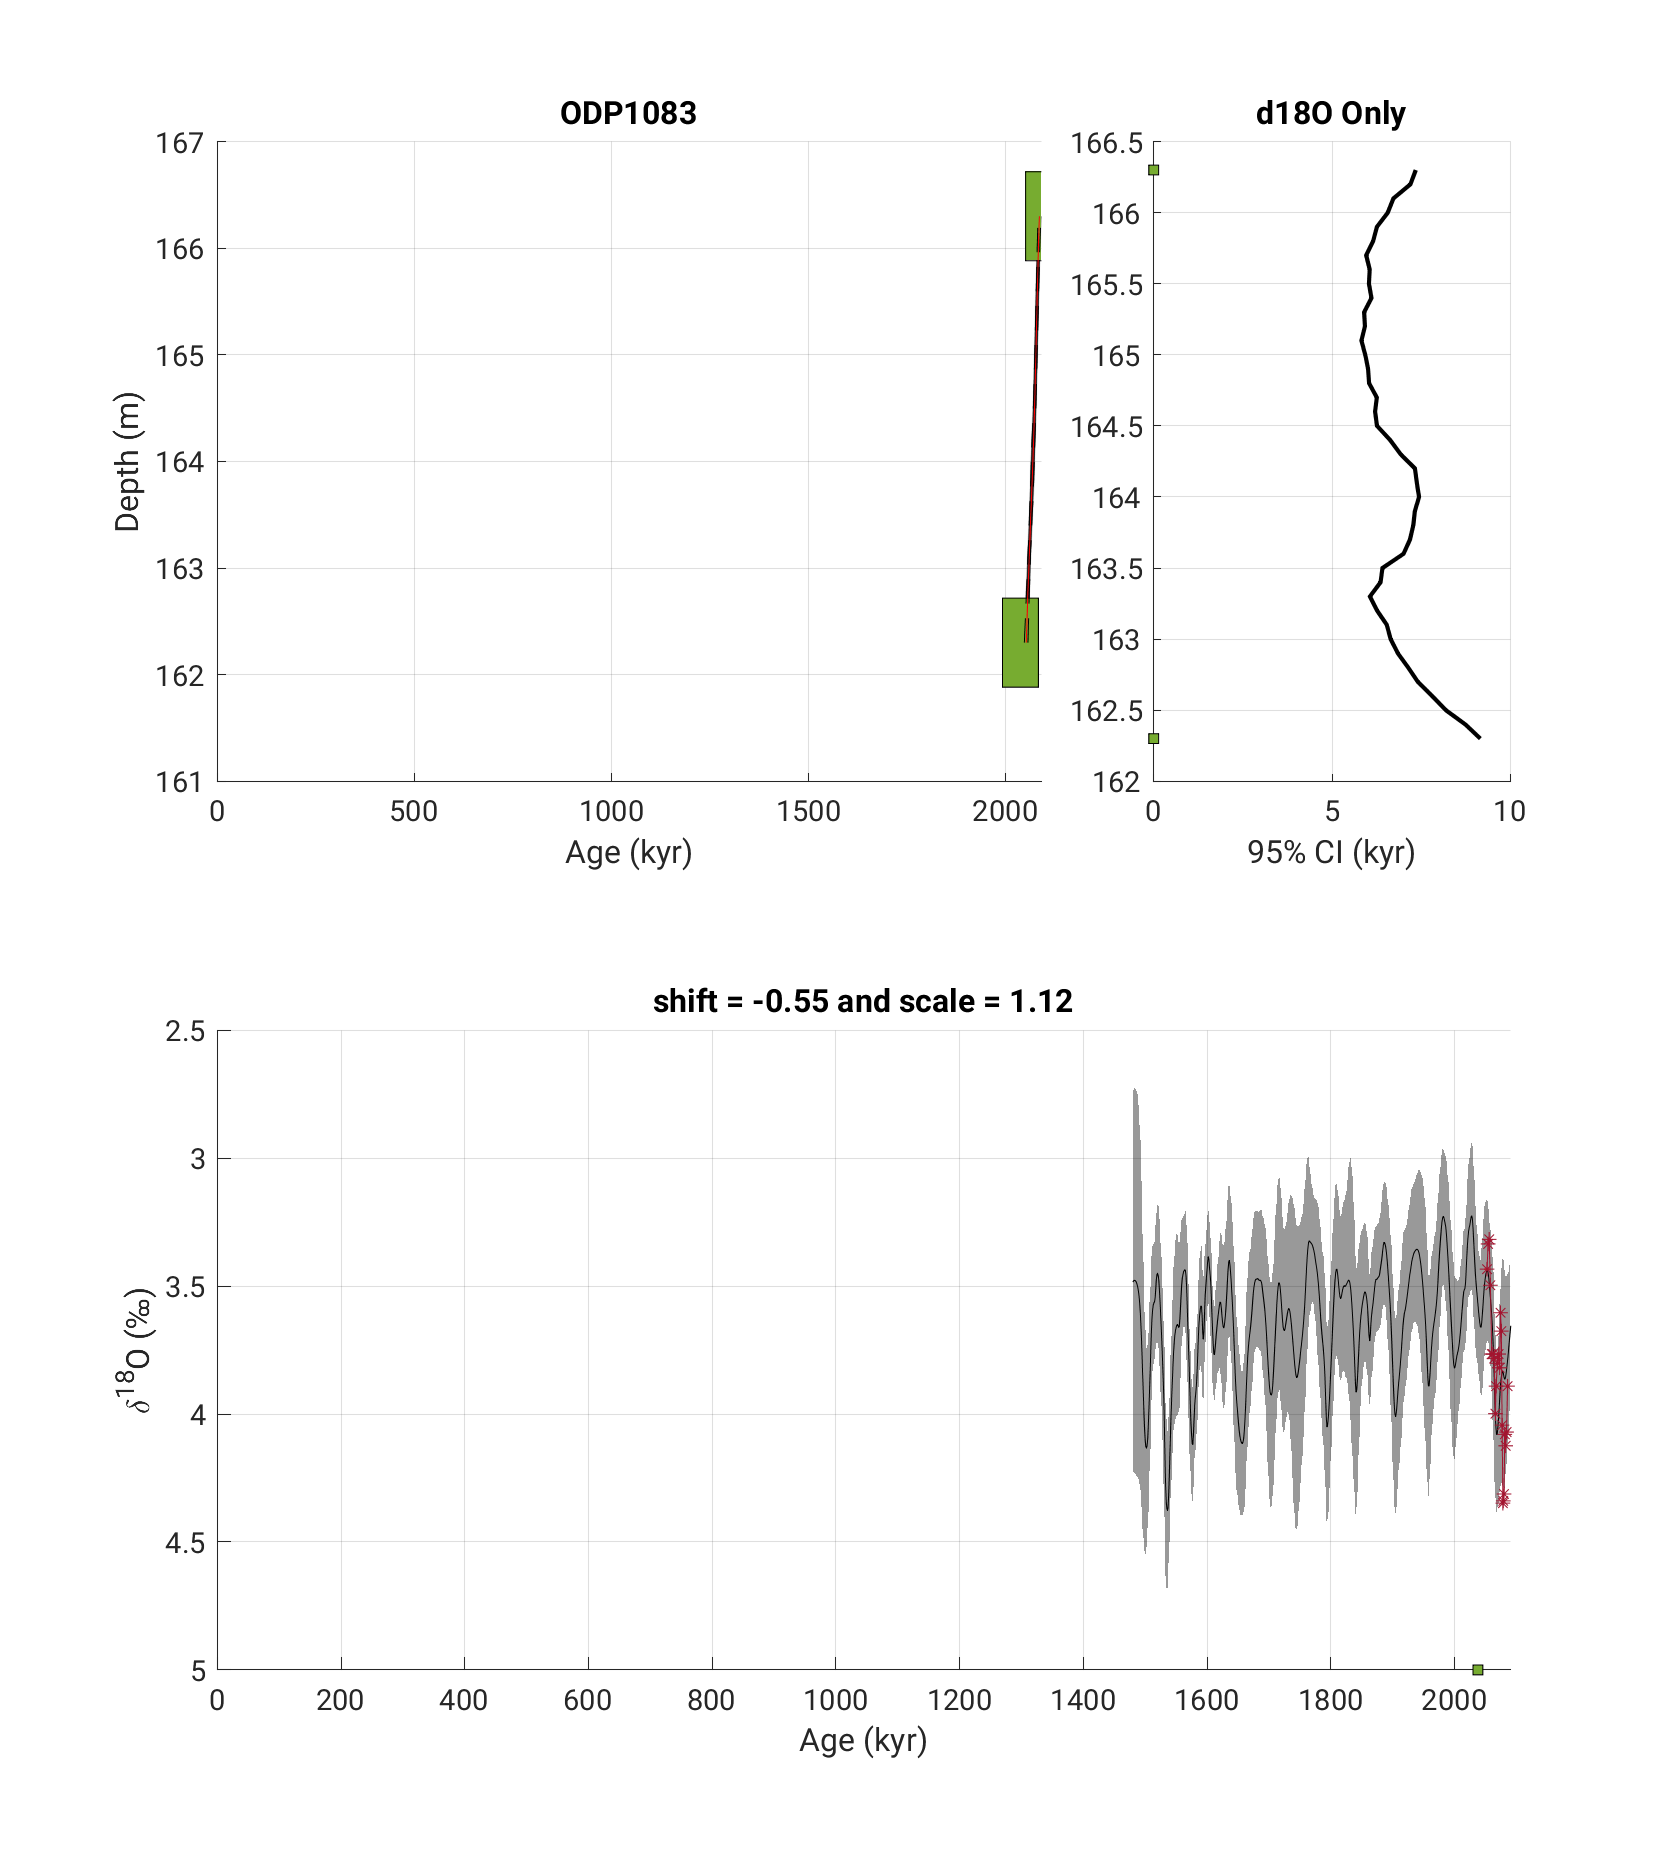 ODP1083
d18O Only
167
166
165
164
163
162
161
Depth (m)
0 500 1000 1500 2000
Age (kyr)
166.5
166
165.5
165
164.5
164
163.5
163
162.5
162
0 5 10
95% CI (kyr)
shift = -0.55 and scale = 1.12
2.5
3
3.5
4
4.5
5
δ18O (‰)
0 200 400 600 800 1000 1200 1400 1600 1800 2000
Age (kyr)